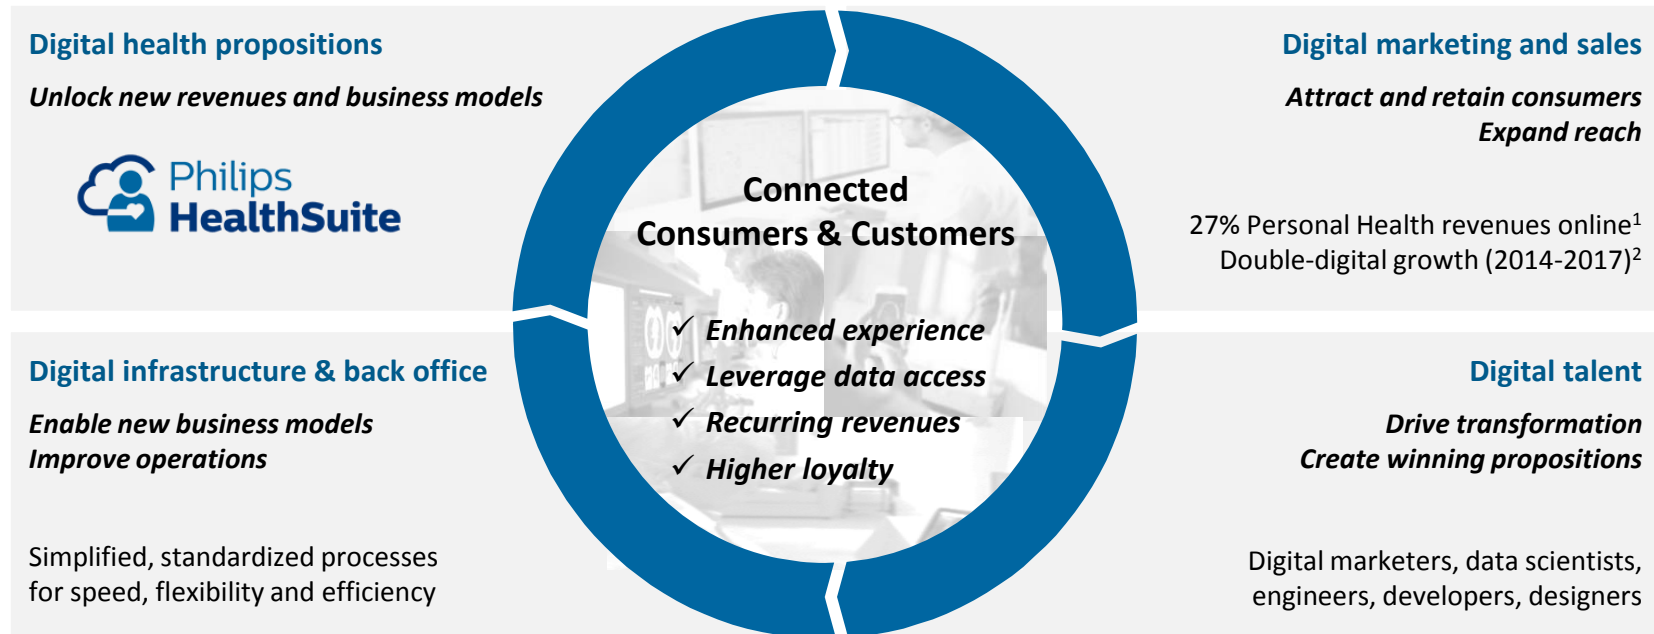 Digital health propositions
Unlock new revenues and business models
Philips
HealthSuite
Digital marketing and sales
Attract and retain consumers
Expand reach
27% Personal Health revenues online¹
Double-digital growth (2014-2017)²
Connected
Consumers & Customers
✓ Enhanced experience
✓ Leverage data access
✓ Recurring revenues
✓ Higher loyalty
Digital infrastructure & back office
Enable new business models
Improve operations
Simplified, standardized processes
for speed, flexibility and efficiency
Digital talent
Drive transformation
Create winning propositions
Digital marketers, data scientists,
engineers, developers, designers